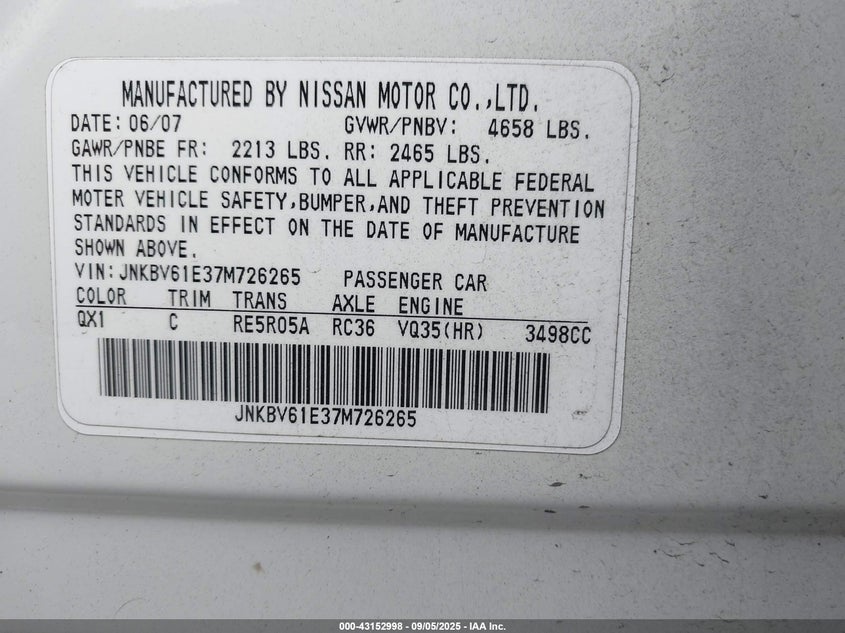 MANUFACTURED BY NISSAN MOTOR CO.,LTD.
DATE: 06/07 GVWR/PNBV: 4658 LBS.
GAWR/PNBE FR: 2213 LBS. RR: 2465 LBS.
THIS VEHICLE CONFORMS TO ALL APPLICABLE FEDERAL
MOTER VEHICLE SAFETY,BUMPER,AND THEFT PREVENTION
STANDARDS IN EFFECT ON THE DATE OF MANUFACTURE
SHOWN ABOVE.
VIN:JNKBV61E37M726265 PASSENGER CAR
COLOR TRIM TRANS AXLE ENGINE
QX1 C RE5R05A RC36 VQ35(HR) 3498CC
JNKBV61E37M726265
000-43152998 - 09/05/2025 - IAA Inc.